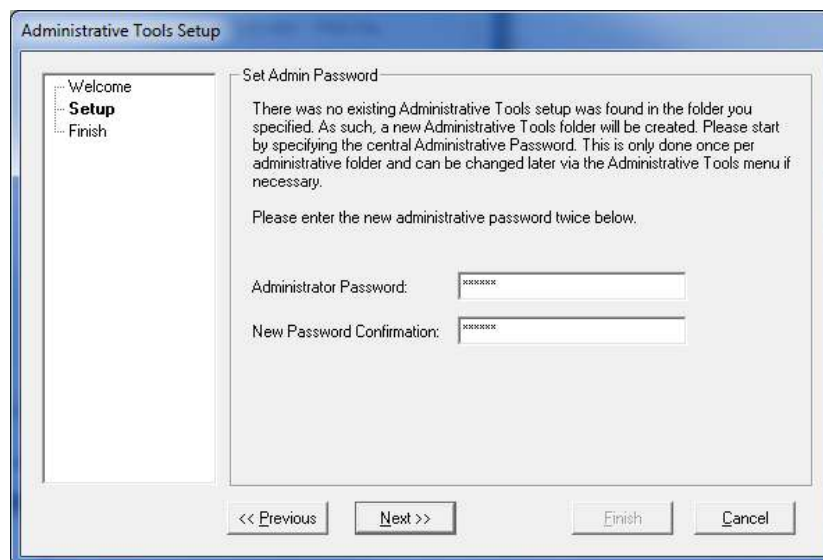 Administrative Tools Setup
Welcome
Setup
Finish
Set Admin Password
There was no existing Administrative Tools setup was found in the folder you
specified. As such, a new Administrative Tools folder will be created. Please start
by specifying the central Administrative Password. This is only done once per
administrative folder and can be changed later via the Administrative Tools menu if
necessary.
Please enter the new administrative password twice below.
Administrator Password: ******
New Password Confirmation: ******
<< Previous Next >> Finish Cancel